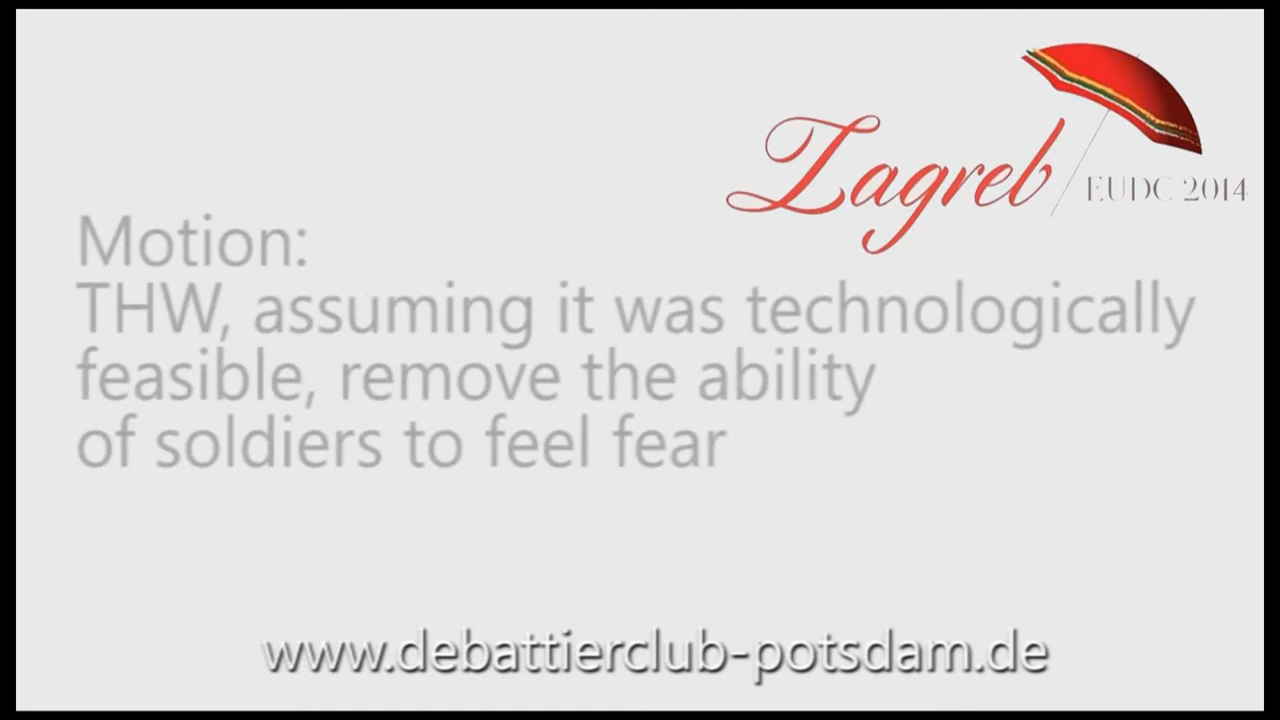 Zagreb
EUDC 2014
Motion:
THW, assuming it was technologically
feasible, remove the ability
of soldiers to feel fear
www.debattierclub-potsdam.de